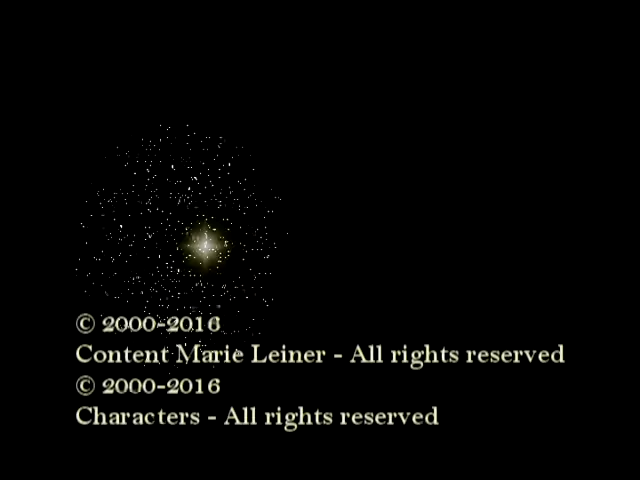 © 2000-2016
Content Marie Leiner - All rights reserved
© 2000-2016
Characters - All rights reserved